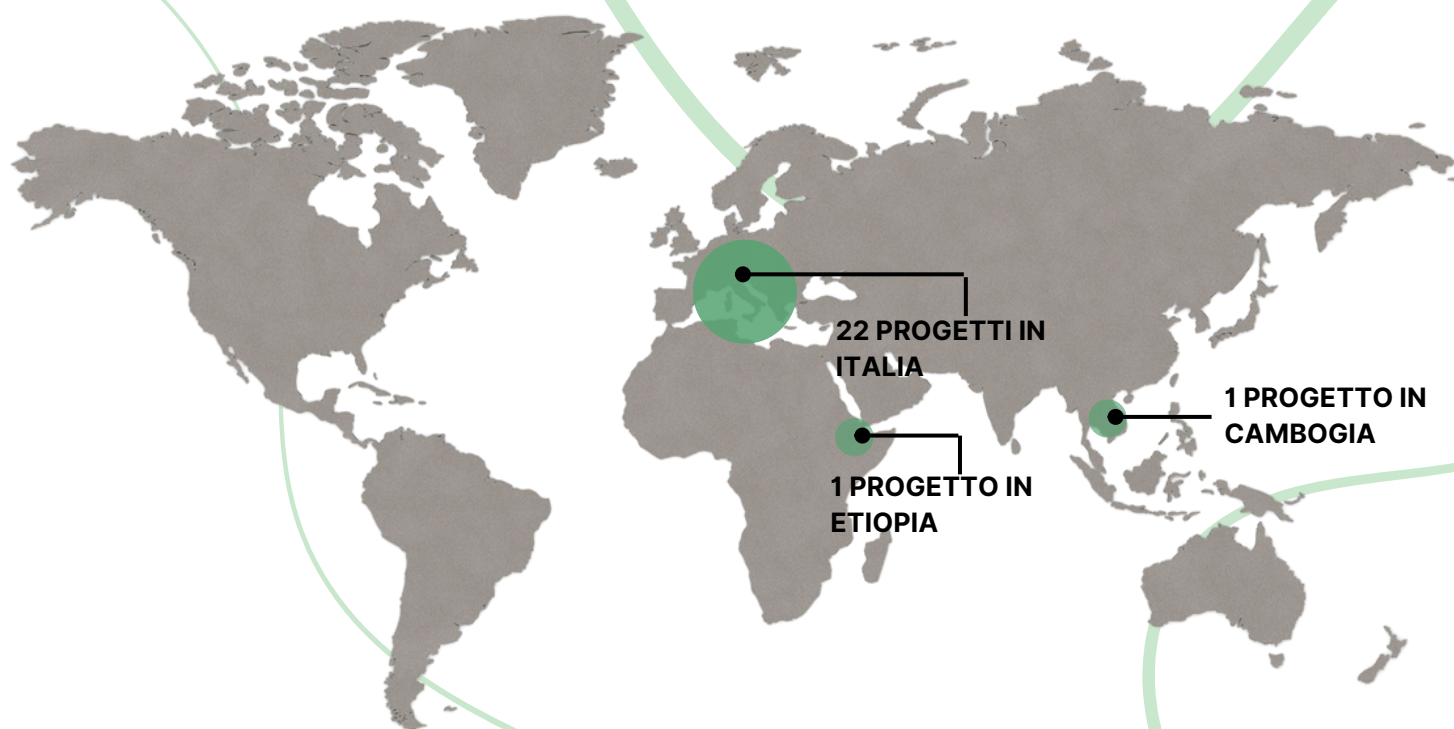 22 PROGETTI IN
ITALIA
1 PROGETTO IN
CAMBOGIA
1 PROGETTO IN
ETIOPIA